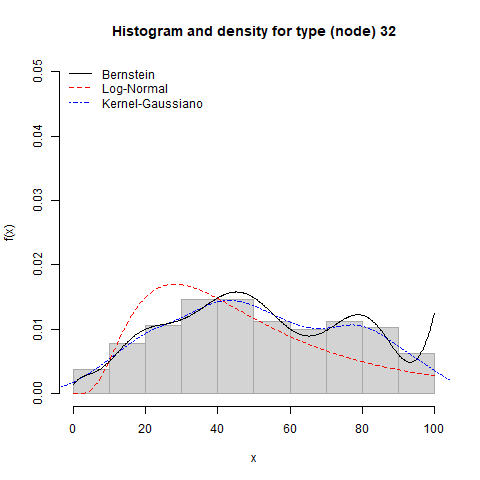 Histogram and density for type (node) 32
Bernstein
Log-Normal
Kernel-Gaussiano
0.05
0.04
0.03
0.02
0.01
0.00
f(x)
0 20 40 60 80 100
x